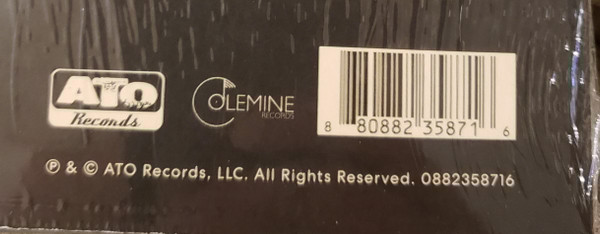 ATO
Records
COLEMINE
RECORDS
8 80882 35871 6
℗ & © ATO Records, LLC. All Rights Reserved. 0882358716